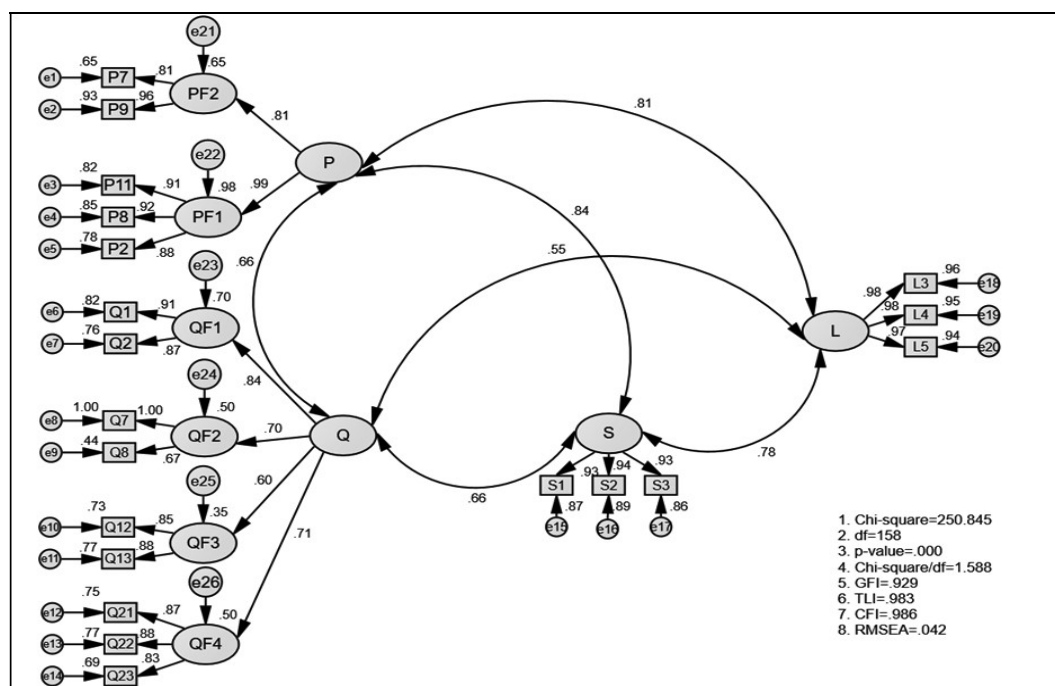 e21
.65
.81
.65
e1
P7
PF2
.93
.96
e2
P9
.81
.81
P
e22
.82
.91
.98
.99
e3
P11
.85
.92
e4
P8
PF1
.78
.88
e5
P2
.84
.55
.66
e23
.82
.91
.70
e6
Q1
QF1
.76
.87
e7
Q2
.84
.96
.98
L3
e18
.98
.95
L4
e19
L
.97
.94
L5
e20
e24
1.00
1.00
.50
e8
Q7
QF2
.44
.67
e9
Q8
.70
Q
S
.78
.66
e25
.73
.85
.35
.60
e10
Q12
QF3
.77
.88
e11
Q13
.71
.93
.94
.93
S1
S2
S3
.87
.89
.86
e15
e16
e17
e26
.75
.87
.50
e12
Q21
.77
.88
e13
Q22
QF4
.69
.83
e14
Q23
1. Chi-square=250.845
2. df=158
3. p-value=.000
4. Chi-square/df=1.588
5. GFI=.929
6. TLI=.983
7. CFI=.986
8. RMSEA=.042